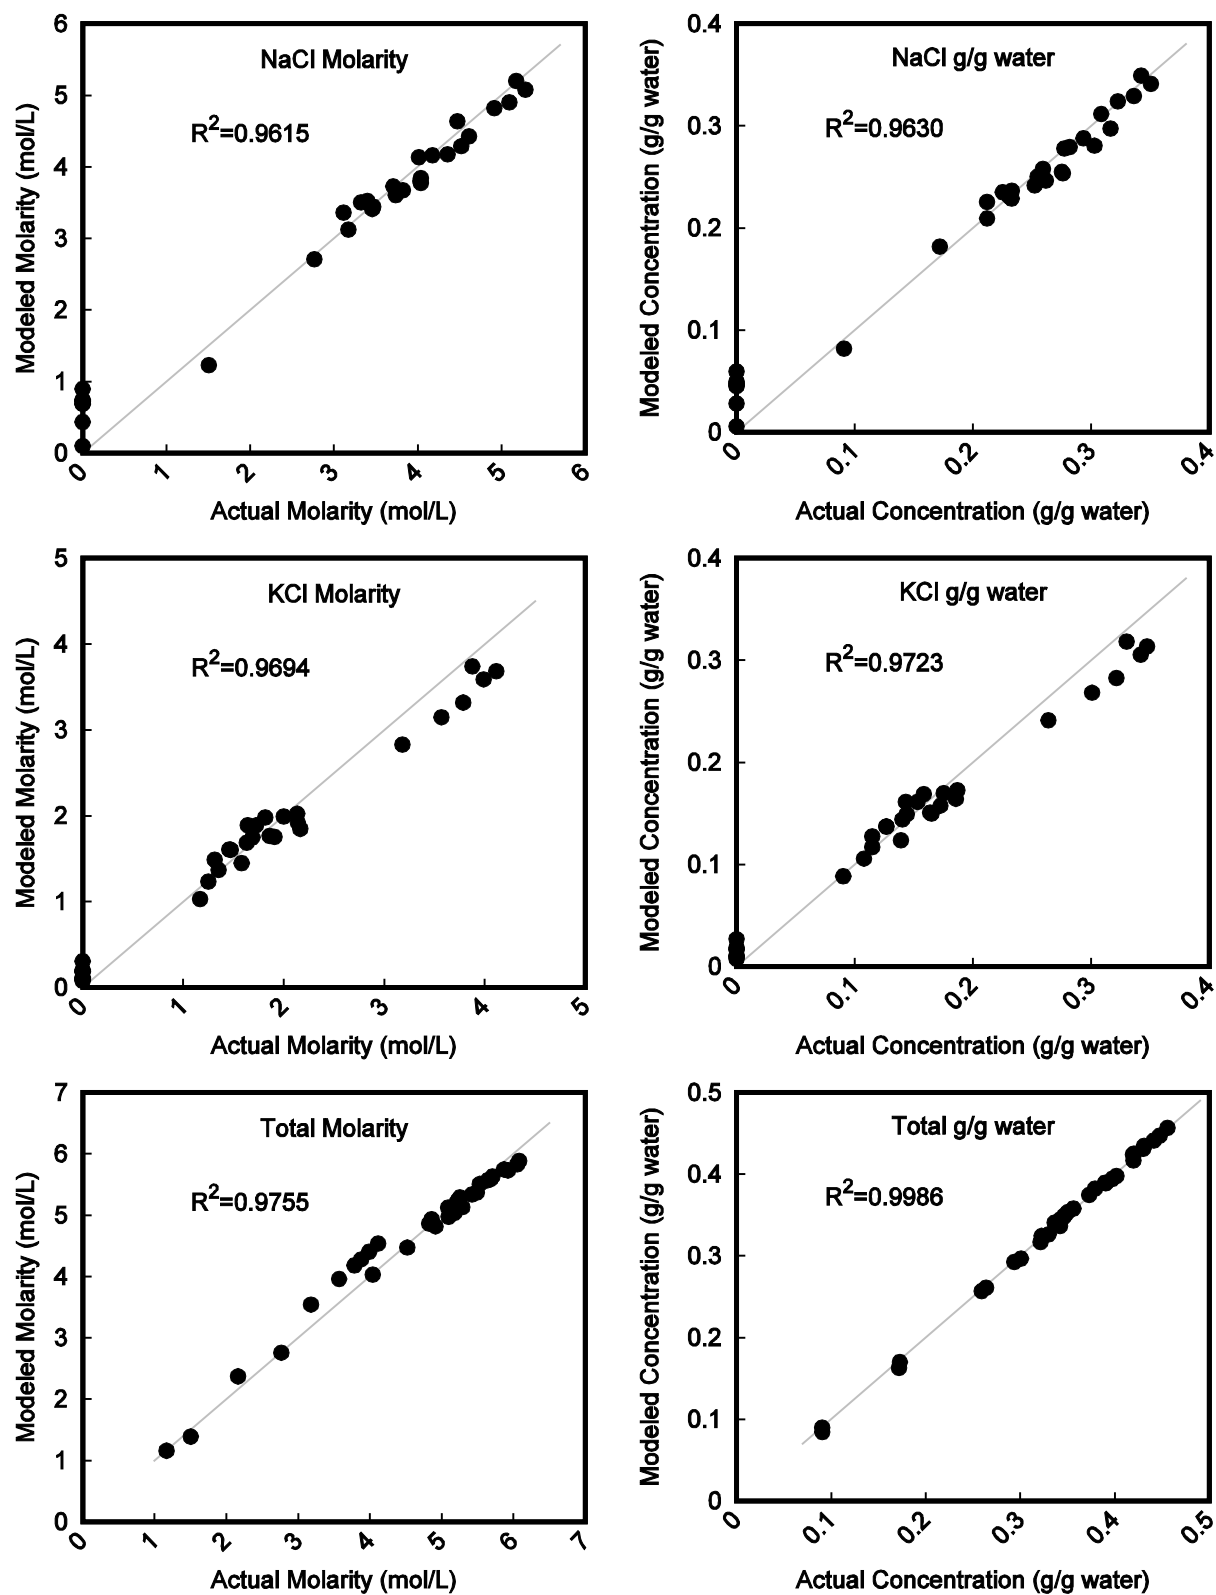 NaCl Molarity
R²=0.9615
Modeled Molarity (mol/L)
6
5
4
3
2
1
0
0 1 2 3 4 5 6
Actual Molarity (mol/L)
NaCl g/g water
R²=0.9630
Modeled Concentration (g/g water)
0.4
0.3
0.2
0.1
0
0 0.1 0.2 0.3 0.4
Actual Concentration (g/g water)
KCl Molarity
R²=0.9694
Modeled Molarity (mol/L)
5
4
3
2
1
0
0 1 2 3 4 5
Actual Molarity (mol/L)
KCl g/g water
R²=0.9723
Modeled Concentration (g/g water)
0.4
0.3
0.2
0.1
0
0 0.1 0.2 0.3 0.4
Actual Concentration (g/g water)
Total Molarity
R²=0.9755
Modeled Molarity (mol/L)
7
6
5
4
3
2
1
0
0 1 2 3 4 5 6 7
Actual Molarity (mol/L)
Total g/g water
R²=0.9986
Modeled Concentration (g/g water)
0.5
0.4
0.3
0.2
0.1
0
0 0.1 0.2 0.3 0.4 0.5
Actual Concentration (g/g water)